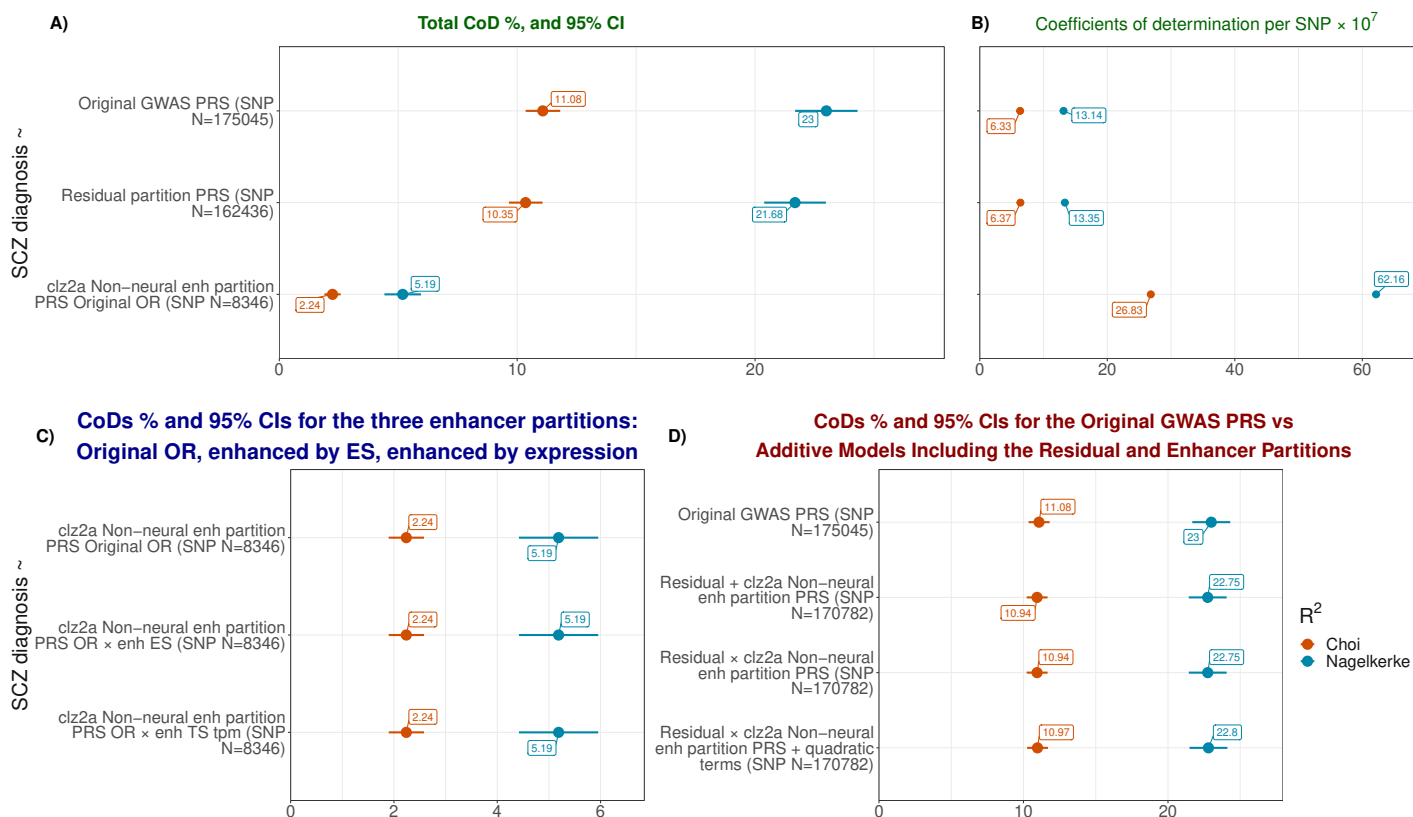 A)
Total CoD %, and 95% CI
SCZ diagnosis ~
Original GWAS PRS (SNP
N=175045)
Residual partition PRS (SNP
N=162436)
clz2a Non−neural enh partition
PRS Original OR (SNP N=8346)
11.08
23
10.35
21.68
2.24
5.19
0
10
20
B)
Coefficients of determination per SNP × 10^7
6.33
13.14
6.37
13.35
26.83
62.16
0
20
40
60
C)
CoDs % and 95% CIs for the three enhancer partitions:
Original OR, enhanced by ES, enhanced by expression
SCZ diagnosis ~
clz2a Non−neural enh partition
PRS Original OR (SNP N=8346)
clz2a Non−neural enh partition
PRS OR × enh ES (SNP N=8346)
clz2a Non−neural enh partition
PRS OR × enh TS tpm (SNP
N=8346)
2.24
5.19
2.24
5.19
2.24
5.19
0
2
4
6
D)
CoDs % and 95% CIs for the Original GWAS PRS vs
Additive Models Including the Residual and Enhancer Partitions
Original GWAS PRS (SNP
N=175045)
Residual + clz2a Non−neural
enh partition PRS (SNP
N=170782)
Residual × clz2a Non−neural
enh partition PRS (SNP
N=170782)
Residual × clz2a Non−neural
enh partition PRS + quadratic
terms (SNP N=170782)
11.08
23
10.94
22.75
10.94
22.75
10.97
22.8
0
10
20
R^2
Choi
Nagelkerke